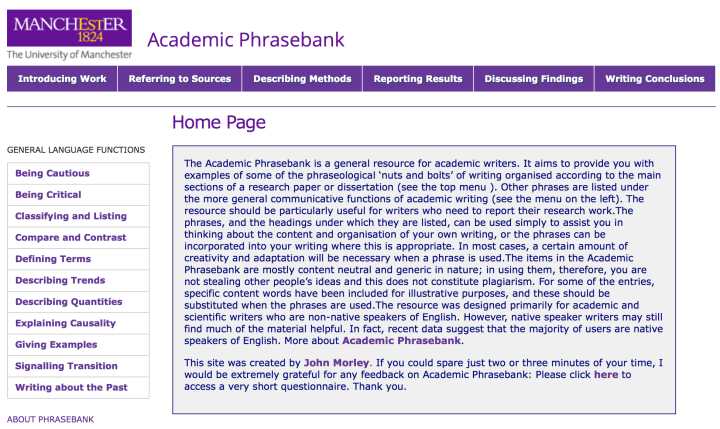 MANCHESTER
1824
The University of Manchester
Academic Phrasebank
Introducing Work
Referring to Sources
Describing Methods
Reporting Results
Discussing Findings
Writing Conclusions
Home Page
GENERAL LANGUAGE FUNCTIONS
Being Cautious
Being Critical
Classifying and Listing
Compare and Contrast
Defining Terms
Describing Trends
Describing Quantities
Explaining Causality
Giving Examples
Signalling Transition
Writing about the Past
ABOUT PHRASEBANK
The Academic Phrasebank is a general resource for academic writers. It aims to provide you with
examples of some of the phraseological ‘nuts and bolts’ of writing organised according to the main
sections of a research paper or dissertation (see the top menu ). Other phrases are listed under
the more general communicative functions of academic writing (see the menu on the left). The
resource should be particularly useful for writers who need to report their research work.The
phrases, and the headings under which they are listed, can be used simply to assist you in
thinking about the content and organisation of your own writing, or the phrases can be
incorporated into your writing where this is appropriate. In most cases, a certain amount of
creativity and adaptation will be necessary when a phrase is used.The items in the Academic
Phrasebank are mostly content neutral and generic in nature; in using them, therefore, you are
not stealing other people’s ideas and this does not constitute plagiarism. For some of the entries,
specific content words have been included for illustrative purposes, and these should be
substituted when the phrases are used.The resource was designed primarily for academic and
scientific writers who are non-native speakers of English. However, native speaker writers may still
find much of the material helpful. In fact, recent data suggest that the majority of users are native
speakers of English. More about Academic Phrasebank.
This site was created by John Morley. If you could spare just two or three minutes of your time, I
would be extremely grateful for any feedback on Academic Phrasebank: Please click here to
access a very short questionnaire. Thank you.